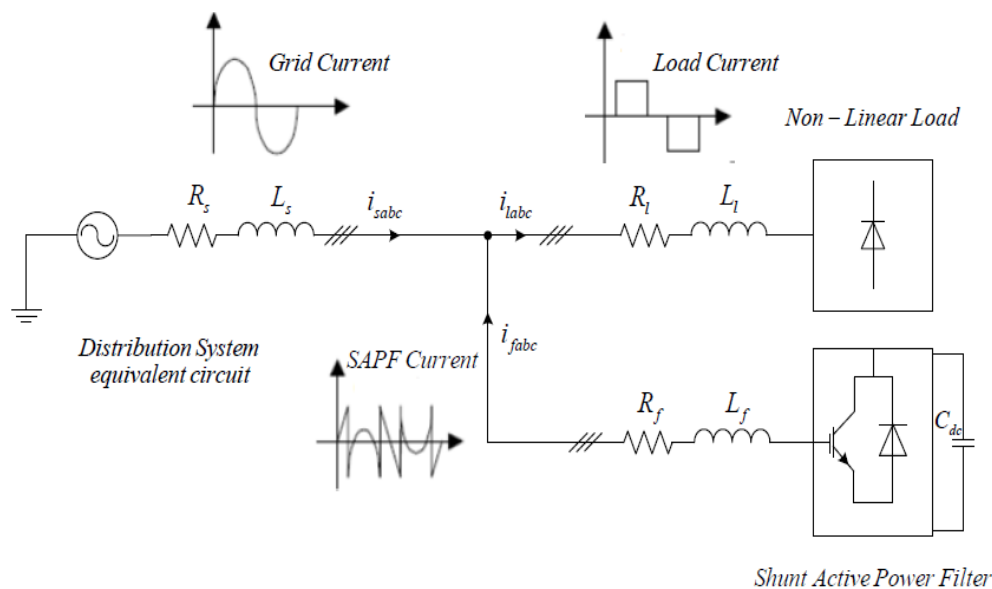 Grid Current
Load Current
Non – Linear Load
R_s
L_s
i_sabc
i_labc
R_l
L_l
Distribution System
equivalent circuit
SAPF Current
i_fabc
R_f
L_f
C_dc
Shunt Active Power Filter